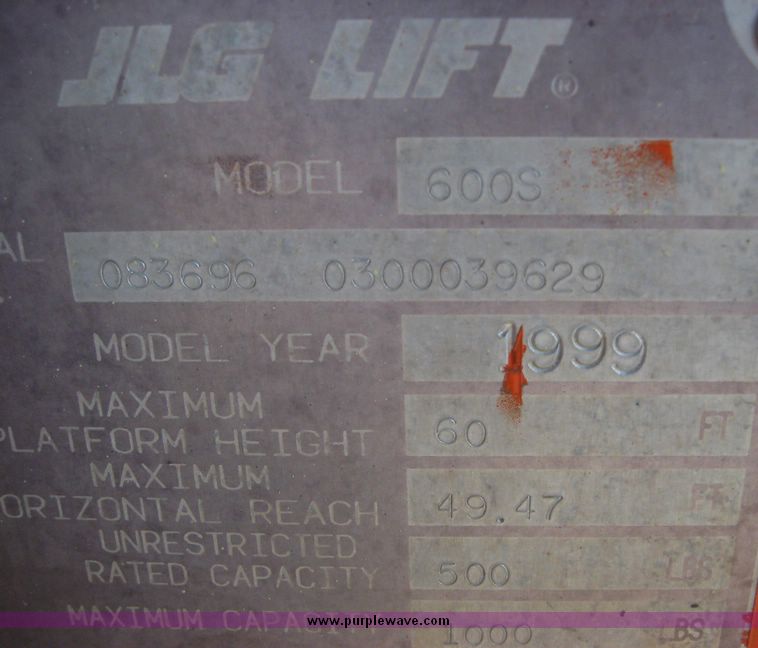 JLG LIFT ®
MODEL 600S
AL 083696 0300039629
MODEL YEAR 1999
MAXIMUM
PLATFORM HEIGHT 60 FT
MAXIMUM
ORIZONTAL REACH 49.47 FT
UNRESTRICTED
RATED CAPACITY 500 LBS
MAXIMUM CAPACITY 1000 LBS
www.purplewave.com